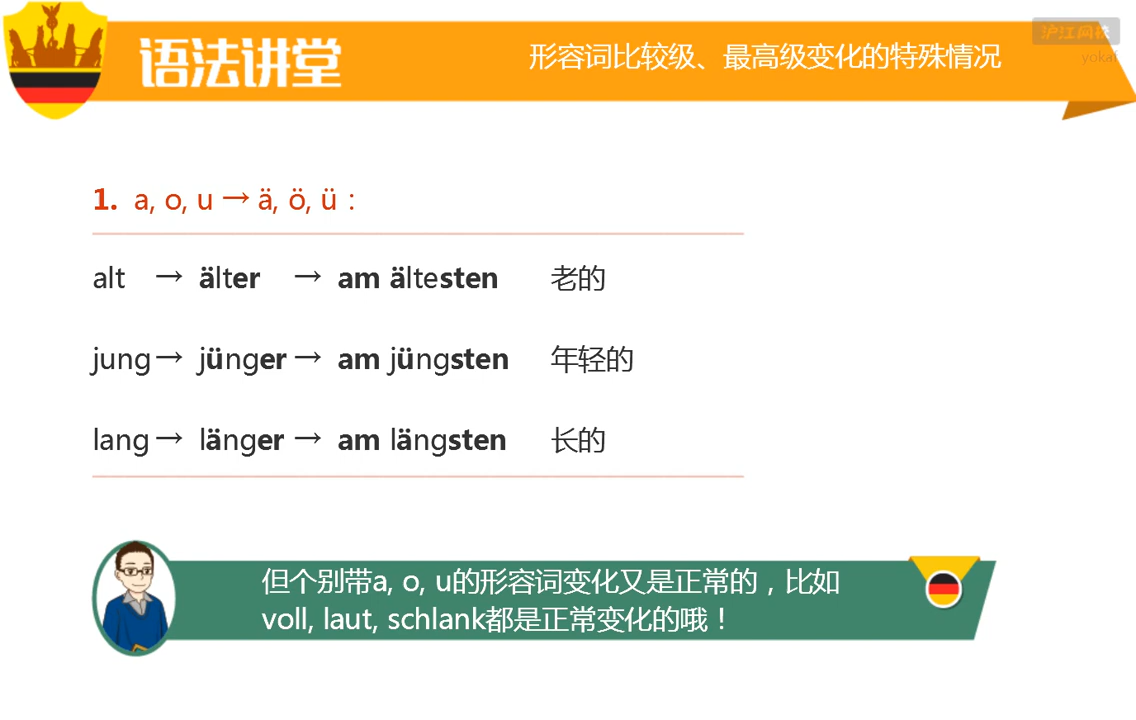 语法讲堂
形容词比较级、最高级变化的特殊情况
沪江网校
yokai
1. a, o, u → ä, ö, ü：
alt → älter → am ältesten 老的
jung → jünger → am jüngsten 年轻的
lang → länger → am längsten 长的
但个别带a, o, u的形容词变化又是正常的，比如
voll, laut, schlank都是正常变化的哦！